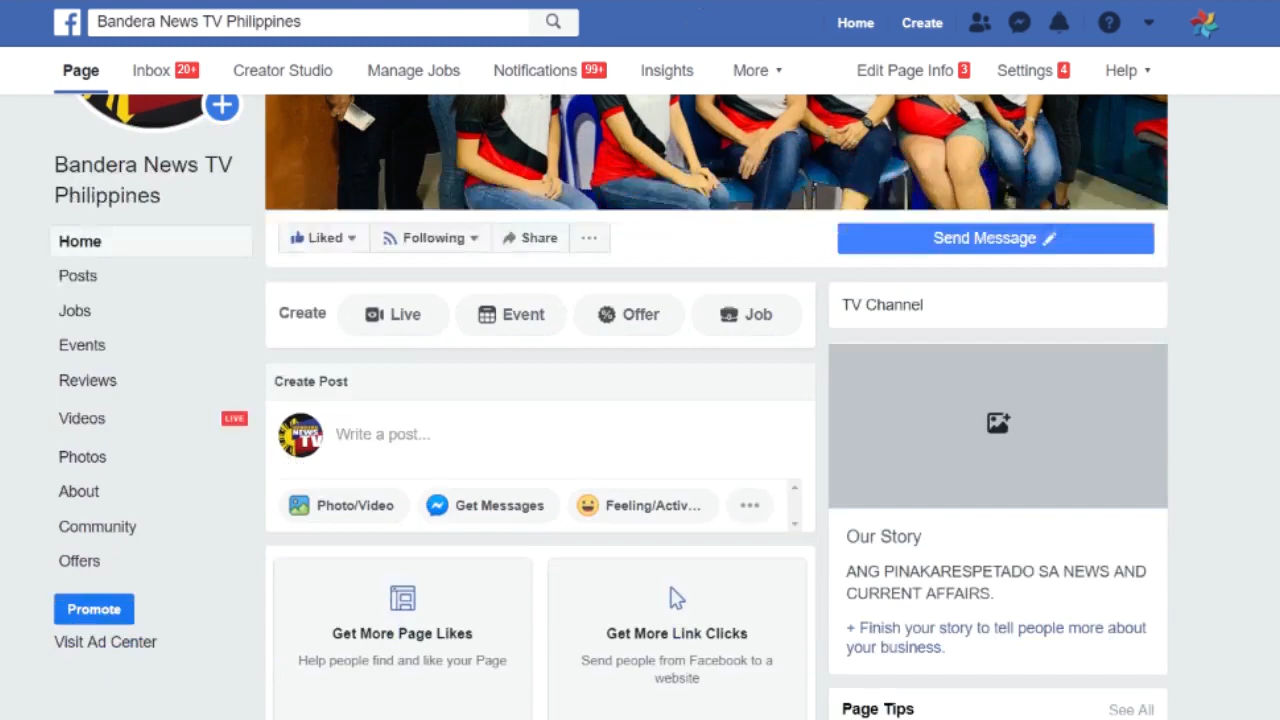 Bandera News TV Philippines
Home
Create
Page
Inbox 20+
Creator Studio
Manage Jobs
Notifications 99+
Insights
More
Edit Page Info 3
Settings 4
Help
Bandera News TV
Philippines
Home
Posts
Jobs
Events
Reviews
Videos LIVE
Photos
About
Community
Offers
Promote
Visit Ad Center
Liked
Following
Share
Send Message
Create
Live
Event
Offer
Job
Create Post
NEWS
TV
Write a post...
Photo/Video
Get Messages
Feeling/Activ...
Get More Page Likes
Help people find and like your Page
Get More Link Clicks
Send people from Facebook to a
website
TV Channel
Our Story
ANG PINAKARESPETADO SA NEWS AND
CURRENT AFFAIRS.
+ Finish your story to tell people more about
your business.
Page Tips
See All